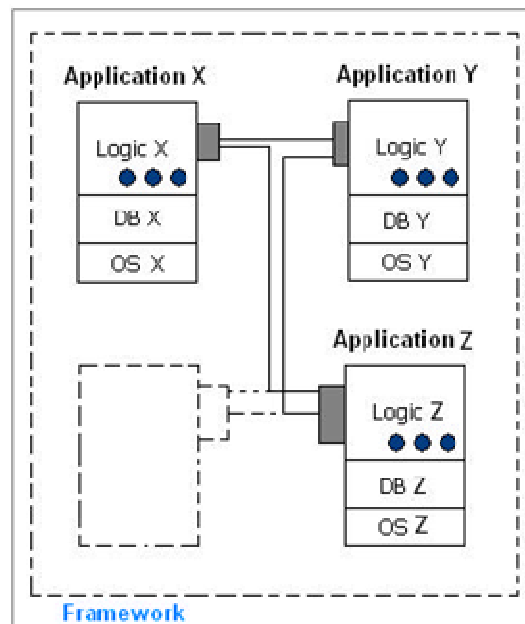 Application X
Application Y
Logic X
Logic Y
DB X
DB Y
OS X
OS Y
Application Z
Logic Z
DB Z
OS Z
Framework